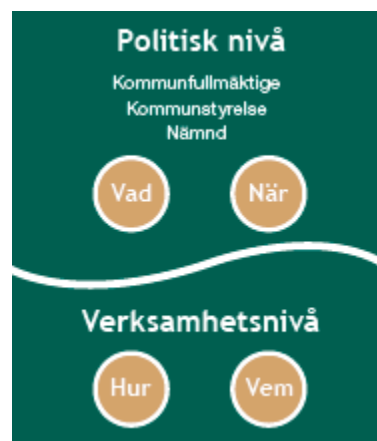 Politisk nivå
Kommunfullmäktige
Kommunstyrelse
Nämnd
Vad När
Verksamhetsnivå
Hur Vem